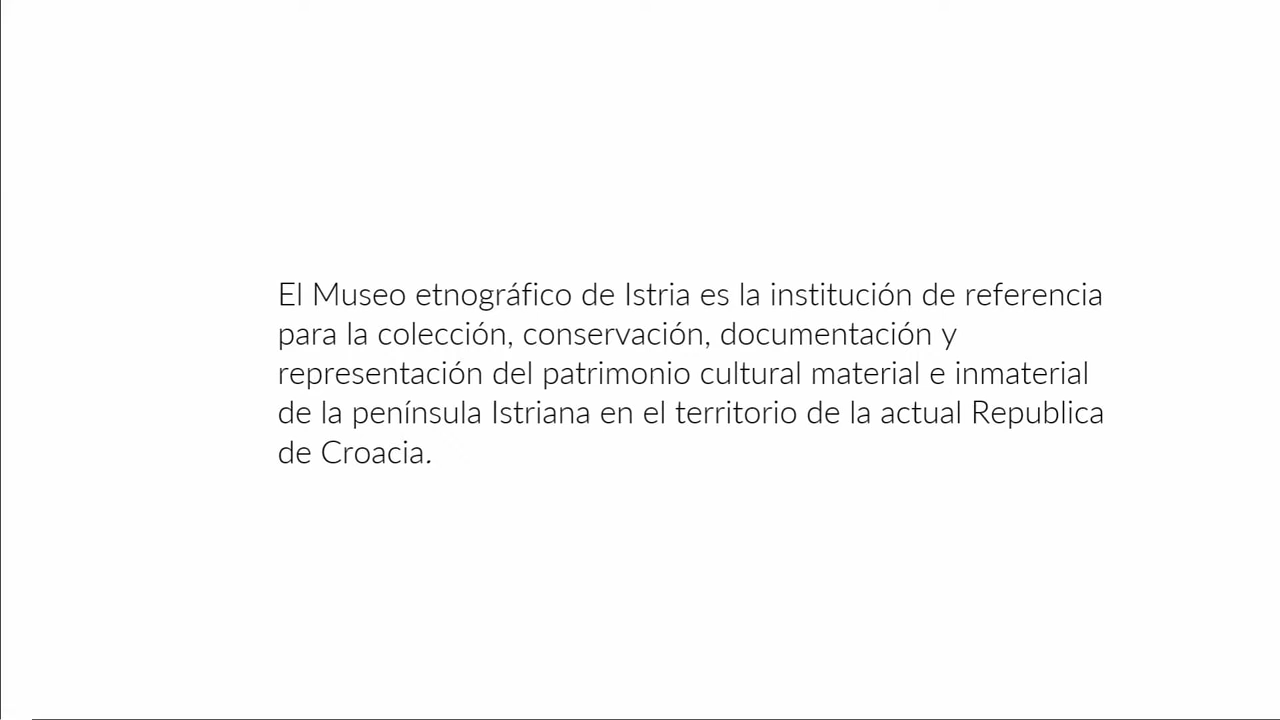 El Museo etnográfico de Istria es la institución de referencia
para la colección, conservación, documentación y
representación del patrimonio cultural material e inmaterial
de la península Istriana en el territorio de la actual Republica
de Croacia.